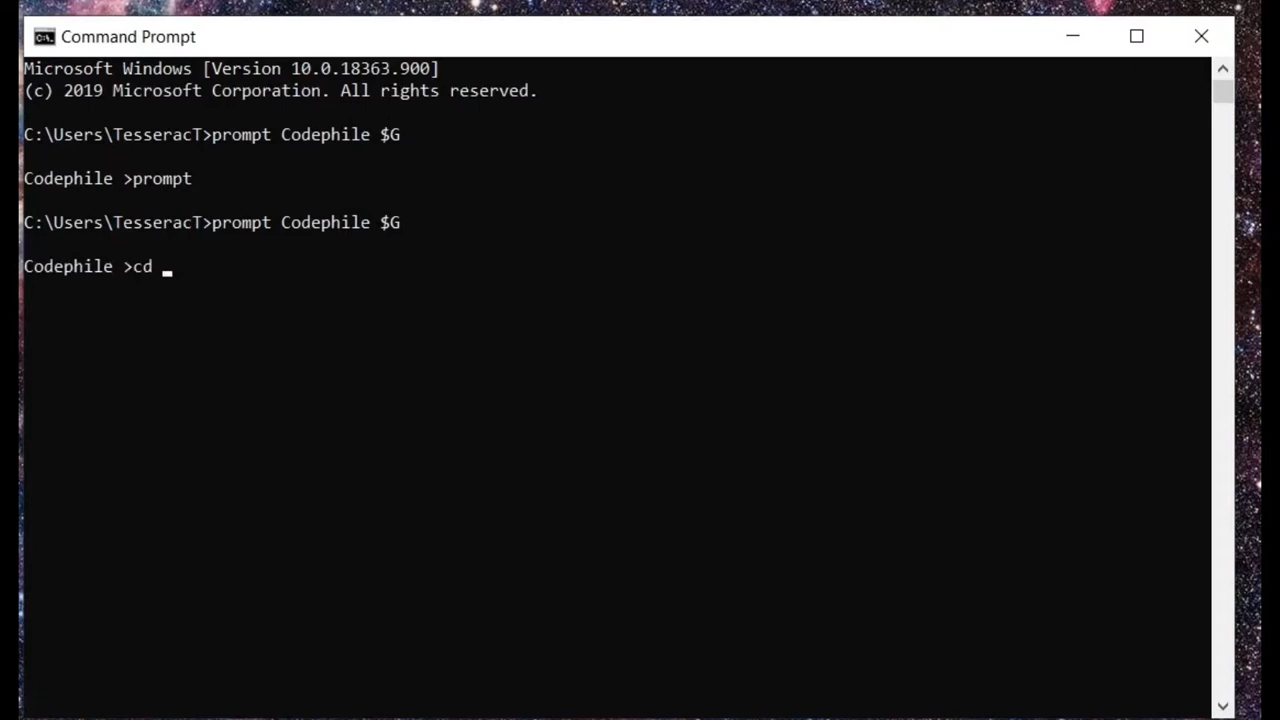 Command Prompt
Microsoft Windows [Version 10.0.18363.900]
(c) 2019 Microsoft Corporation. All rights reserved.
C:\Users\TesseracT>prompt Codephile $G
Codephile >prompt
C:\Users\TesseracT>prompt Codephile $G
Codephile >cd